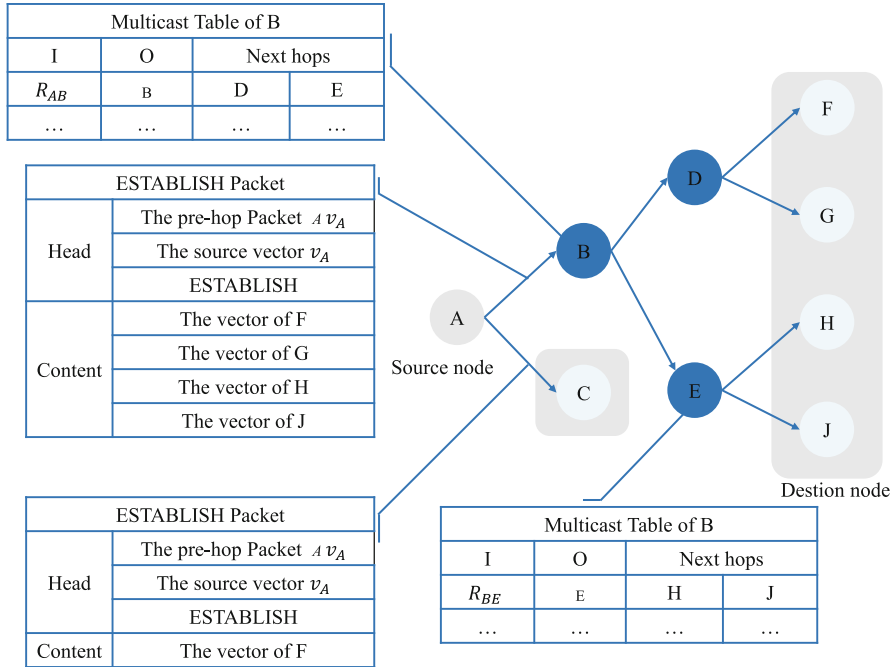 Multicast Table of B
I O Next hops
R_AB B D E
… … … …
ESTABLISH Packet
Head
The pre-hop Packet A v_A
The source vector v_A
ESTABLISH
Content
The vector of F
The vector of G
The vector of H
The vector of J
ESTABLISH Packet
Head
The pre-hop Packet A v_A
The source vector v_A
ESTABLISH
Content
The vector of F
A
Source node
B
C
D
E
F
G
H
J
Destion node
Multicast Table of B
I O Next hops
R_BE E H J
… … … …